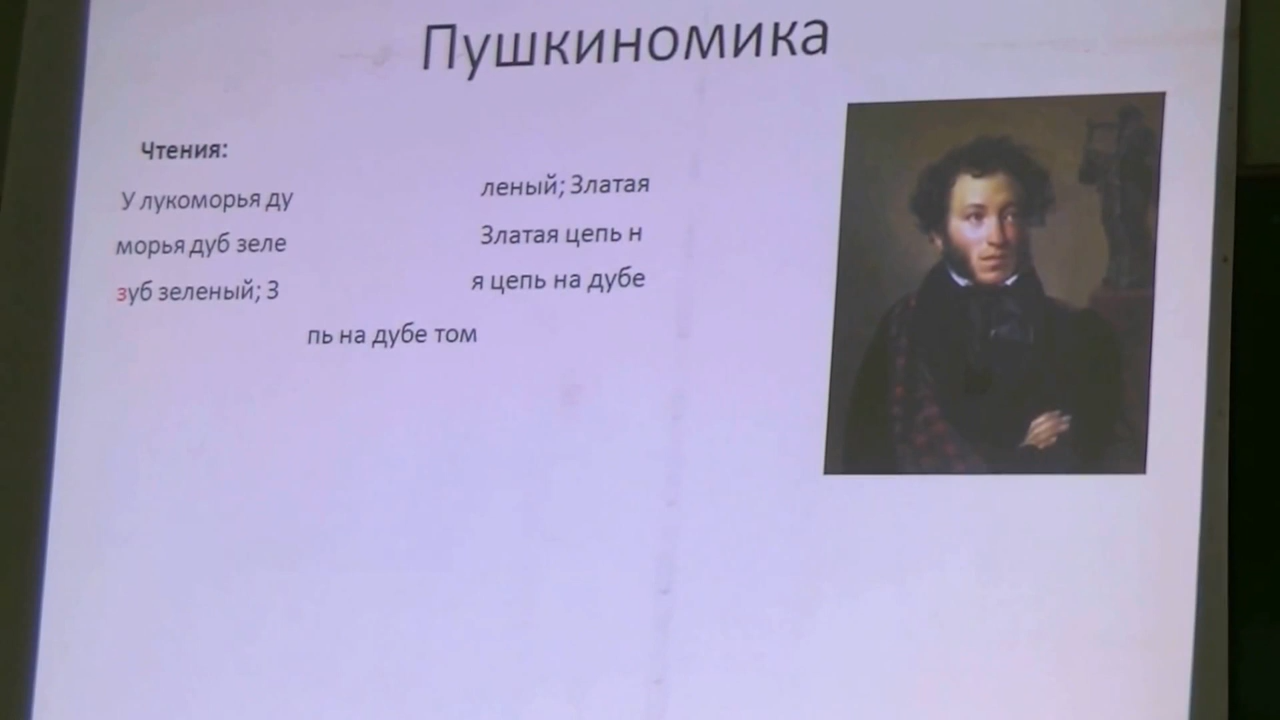 Пушкиномика
Чтения:
У лукоморья ду
морья дуб зеле
зуб зеленый; З
леный; Златая
Златая цепь н
я цепь на дубе
пь на дубе том